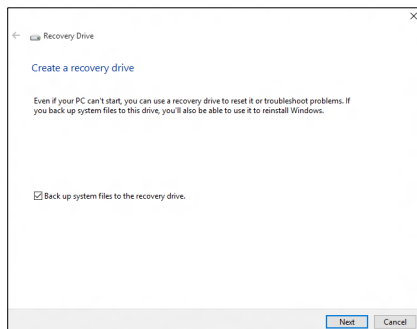 Recovery Drive
Create a recovery drive
Even if your PC can't start, you can use a recovery drive to reset it or troubleshoot problems. If
you back up system files to this drive, you'll also be able to use it to reinstall Windows.
Back up system files to the recovery drive.
Next Cancel